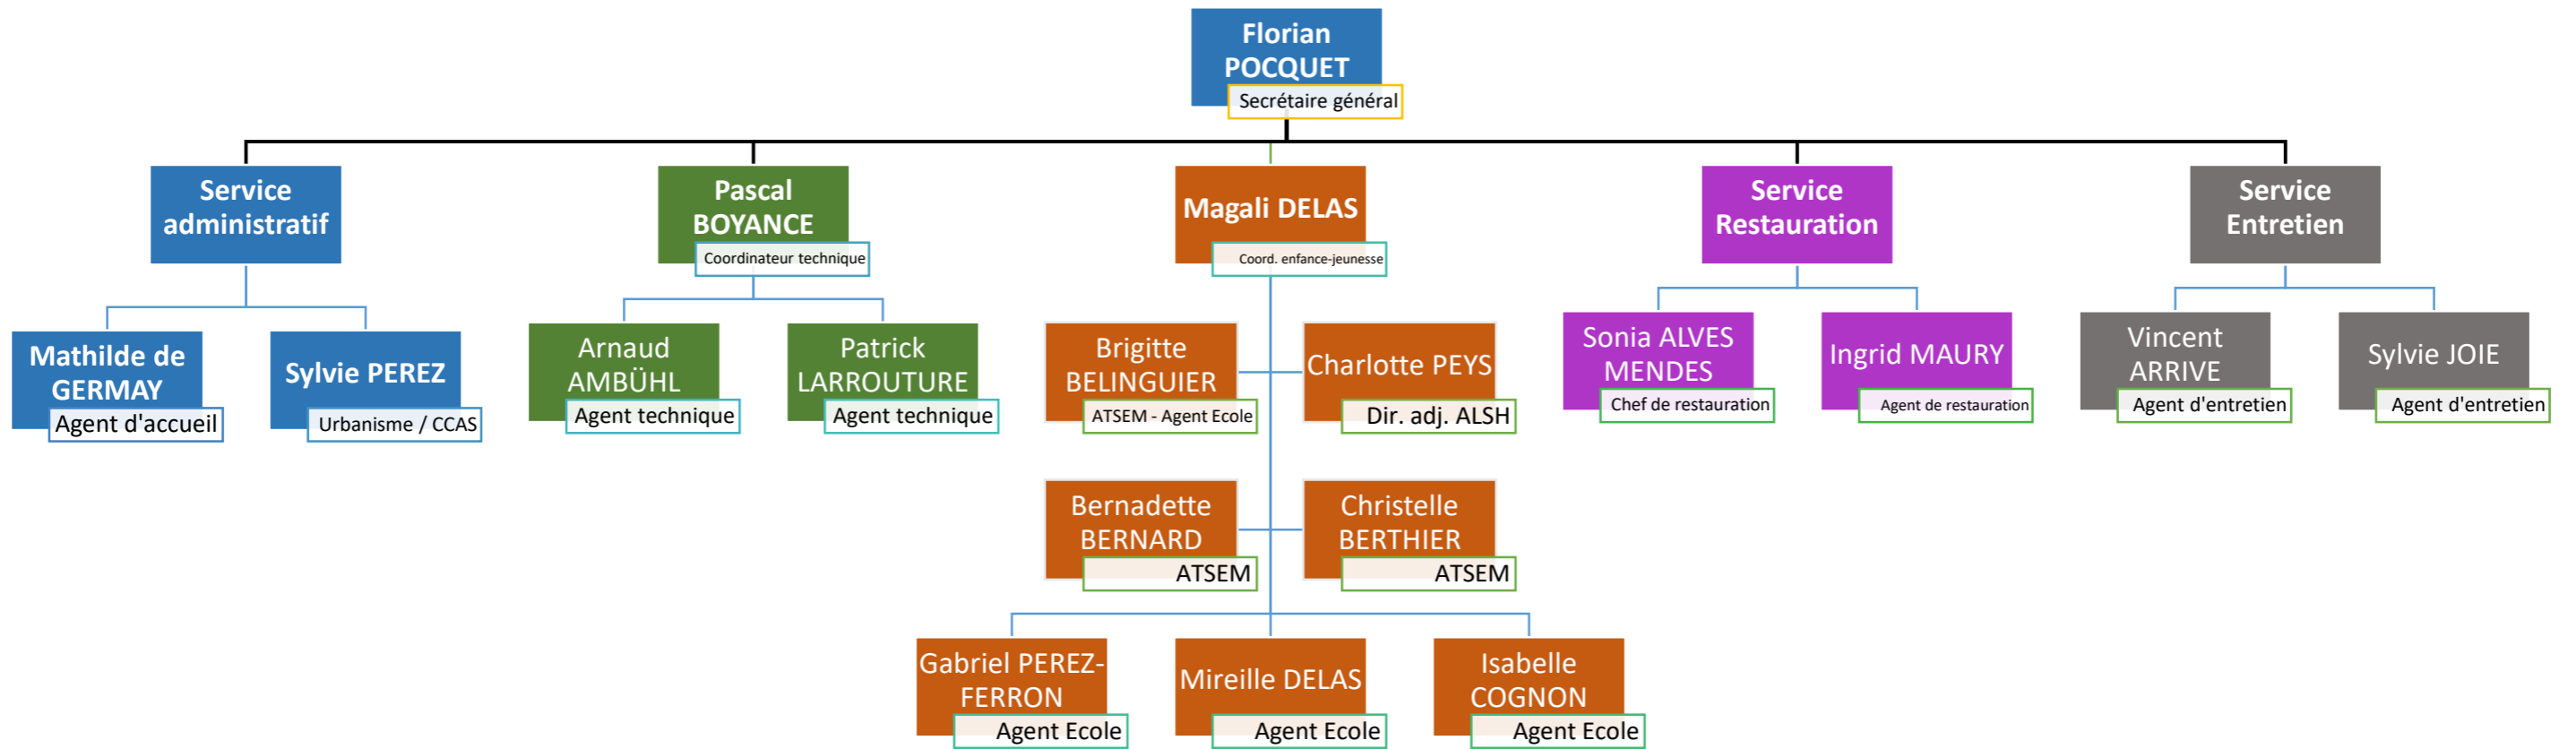 Florian
POCQUET
Secrétaire général
Service
administratif
Pascal
BOYANCE
Coordinateur technique
Magali DELAS
Coord. enfance-jeunesse
Service
Restauration
Service
Entretien
Mathilde de
GERMAY
Agent d'accueil
Sylvie PEREZ
Urbanisme / CCAS
Arnaud
AMBÜHL
Agent technique
Patrick
LARROUTURE
Agent technique
Brigitte
BELINGUIER
ATSEM - Agent Ecole
Charlotte PEYS
Dir. adj. ALSH
Sonia ALVES
MENDES
Chef de restauration
Ingrid MAURY
Agent de restauration
Vincent
ARRIVE
Agent d'entretien
Sylvie JOIE
Agent d'entretien
Bernadette
BERNARD
ATSEM
Christelle
BERTHIER
ATSEM
Gabriel PEREZ-
FERRON
Agent Ecole
Mireille DELAS
Agent Ecole
Isabelle
COGNON
Agent Ecole